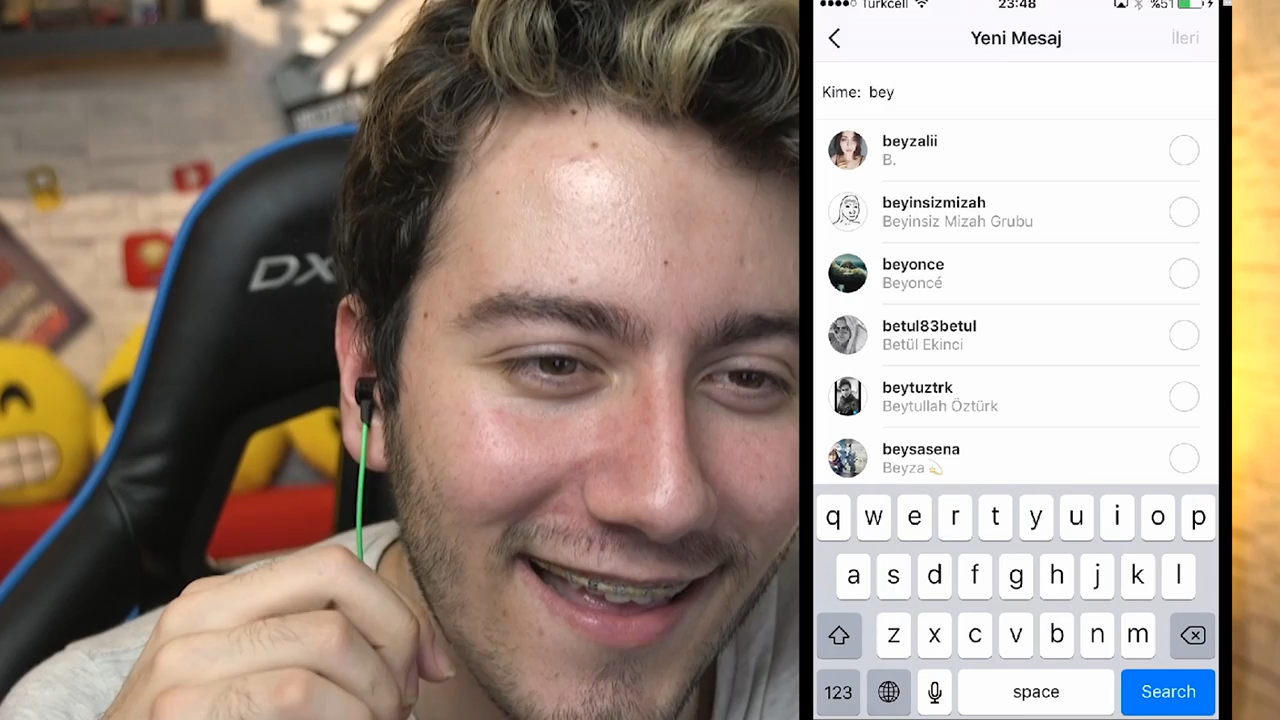 DX
Turkcell 23:48 %51
Yeni Mesaj İleri
Kime: bey
beyzalii
B.
beyinsizmizah
Beyinsiz Mizah Grubu
beyonce
Beyoncé
betul83betul
Betül Ekinci
beytuztrk
Beytullah Öztürk
beysasena
Beyza 💫
q w e r t y u i o p
a s d f g h j k l
z x c v b n m
123 space Search